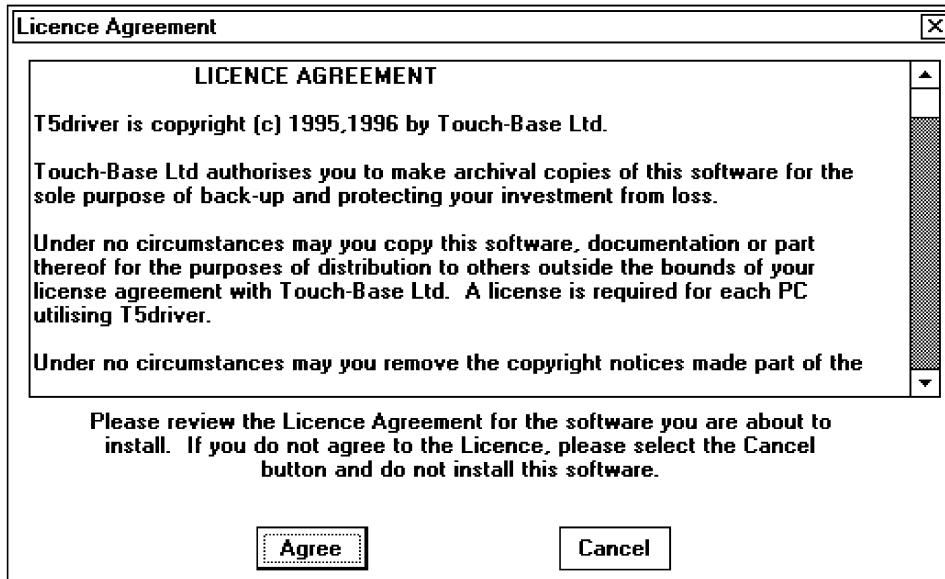 Licence Agreement
LICENCE AGREEMENT
T5driver is copyright (c) 1995,1996 by Touch-Base Ltd.
Touch-Base Ltd authorises you to make archival copies of this software for the
sole purpose of back-up and protecting your investment from loss.
Under no circumstances may you copy this software, documentation or part
thereof for the purposes of distribution to others outside the bounds of your
license agreement with Touch-Base Ltd.  A license is required for each PC
utilising T5driver.
Under no circumstances may you remove the copyright notices made part of the
Please review the Licence Agreement for the software you are about to
install.  If you do not agree to the Licence, please select the Cancel
button and do not install this software.
Agree
Cancel